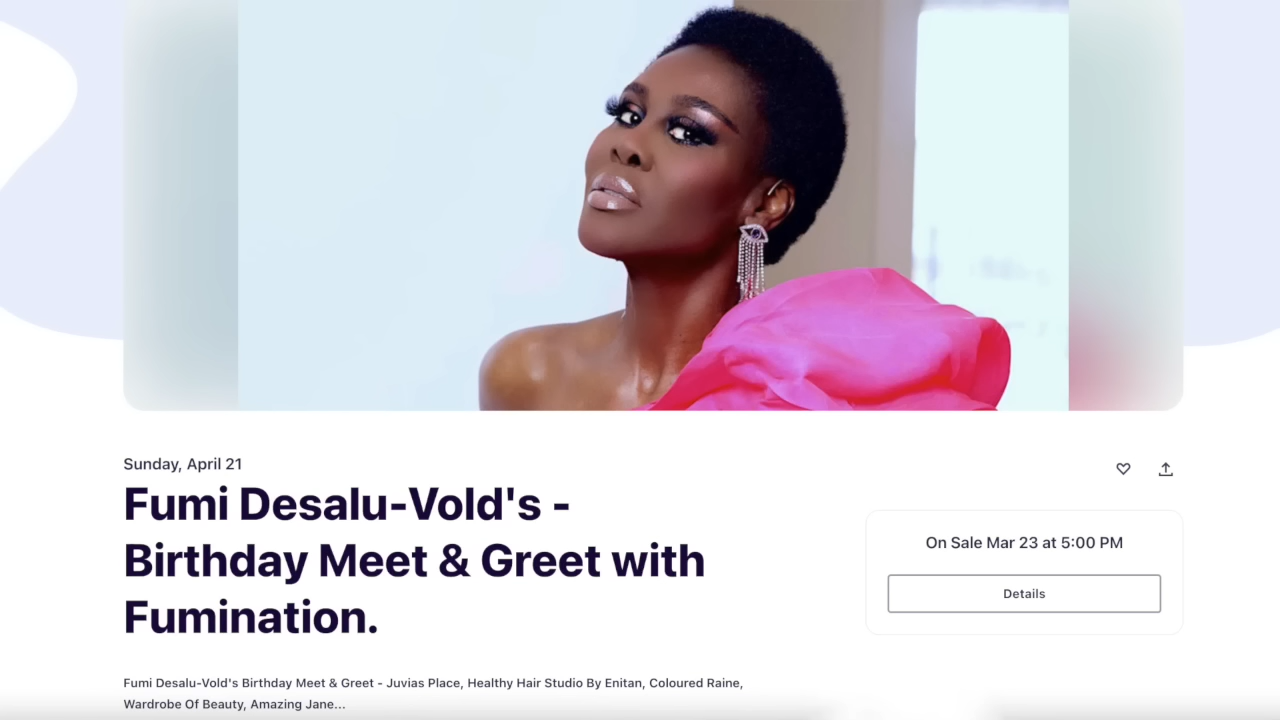 Sunday, April 21
Fumi Desalu-Vold's -
Birthday Meet & Greet with
Fumination.
On Sale Mar 23 at 5:00 PM
Details
Fumi Desalu-Vold's Birthday Meet & Greet - Juvias Place, Healthy Hair Studio By Enitan, Coloured Raine,
Wardrobe Of Beauty, Amazing Jane...